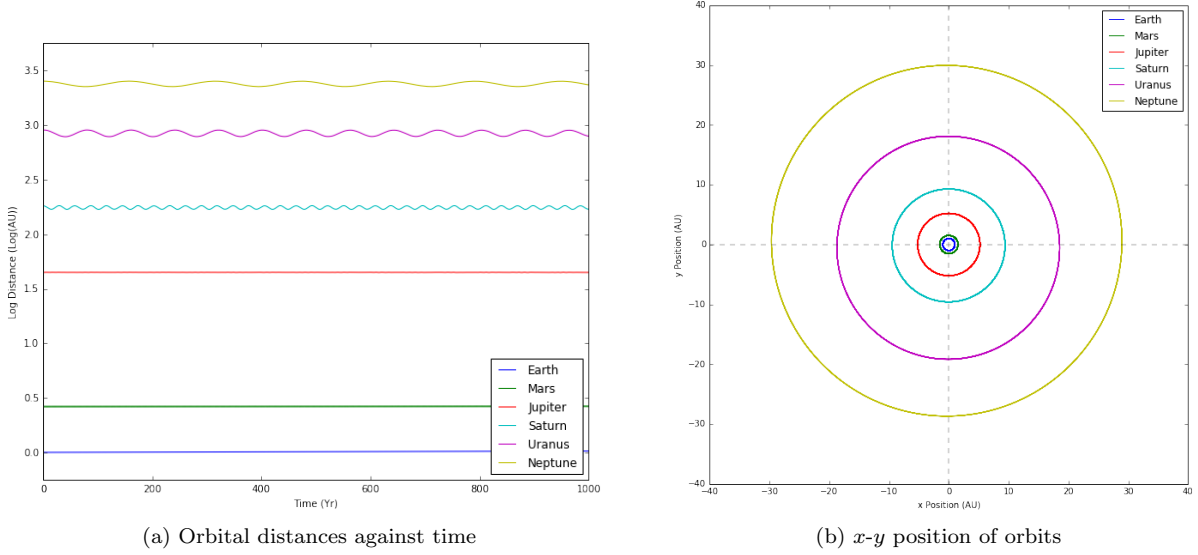 3.5
3.0
2.5
2.0
1.5
1.0
0.5
0.0
Log Distance (Log(AU))
0
200
400
600
800
1000
Time (Yr)
Earth
Mars
Jupiter
Saturn
Uranus
Neptune
(a) Orbital distances against time
40
30
20
10
0
−10
−20
−30
−40
y Position (AU)
−40
−30
−20
−10
0
10
20
30
40
x Position (AU)
Earth
Mars
Jupiter
Saturn
Uranus
Neptune
(b) x-y position of orbits